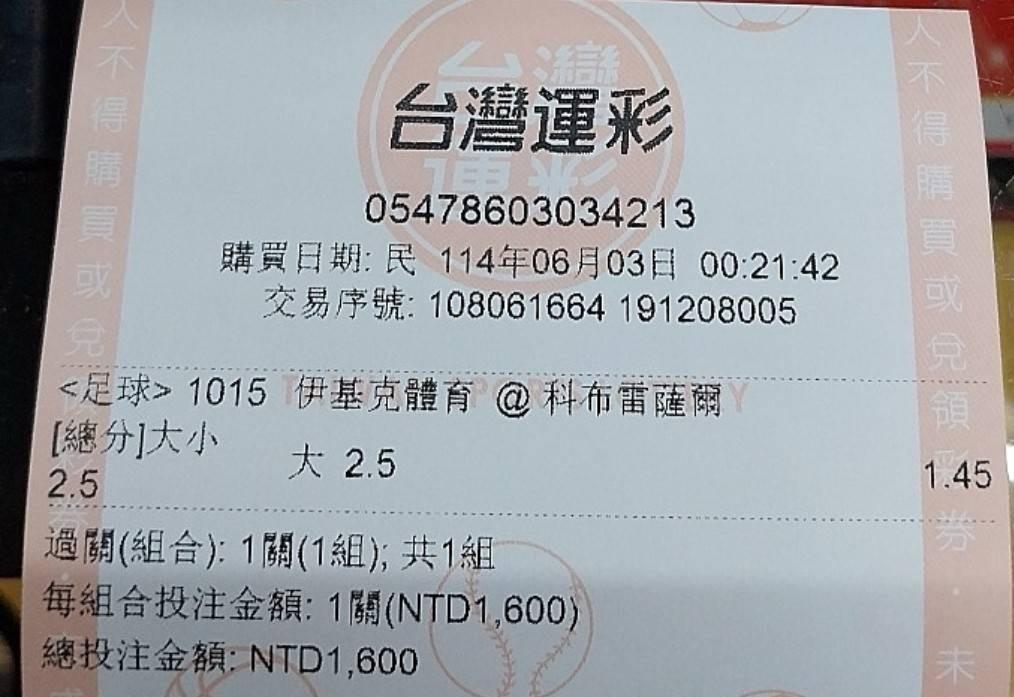 台灣運彩
05478603034213
購買日期: 民 114年06月03日 00:21:42
交易序號: 108061664 191208005
<足球> 1015 伊基克體育 @ 科布雷薩爾
[總分]大小
2.5
大 2.5
1.45
過關(組合): 1關(1組); 共1組
每組合投注金額: 1關(NTD1,600)
總投注金額: NTD1,600
台灣
運彩
人不得購買或兌
人不得購買或兌領彩券．未